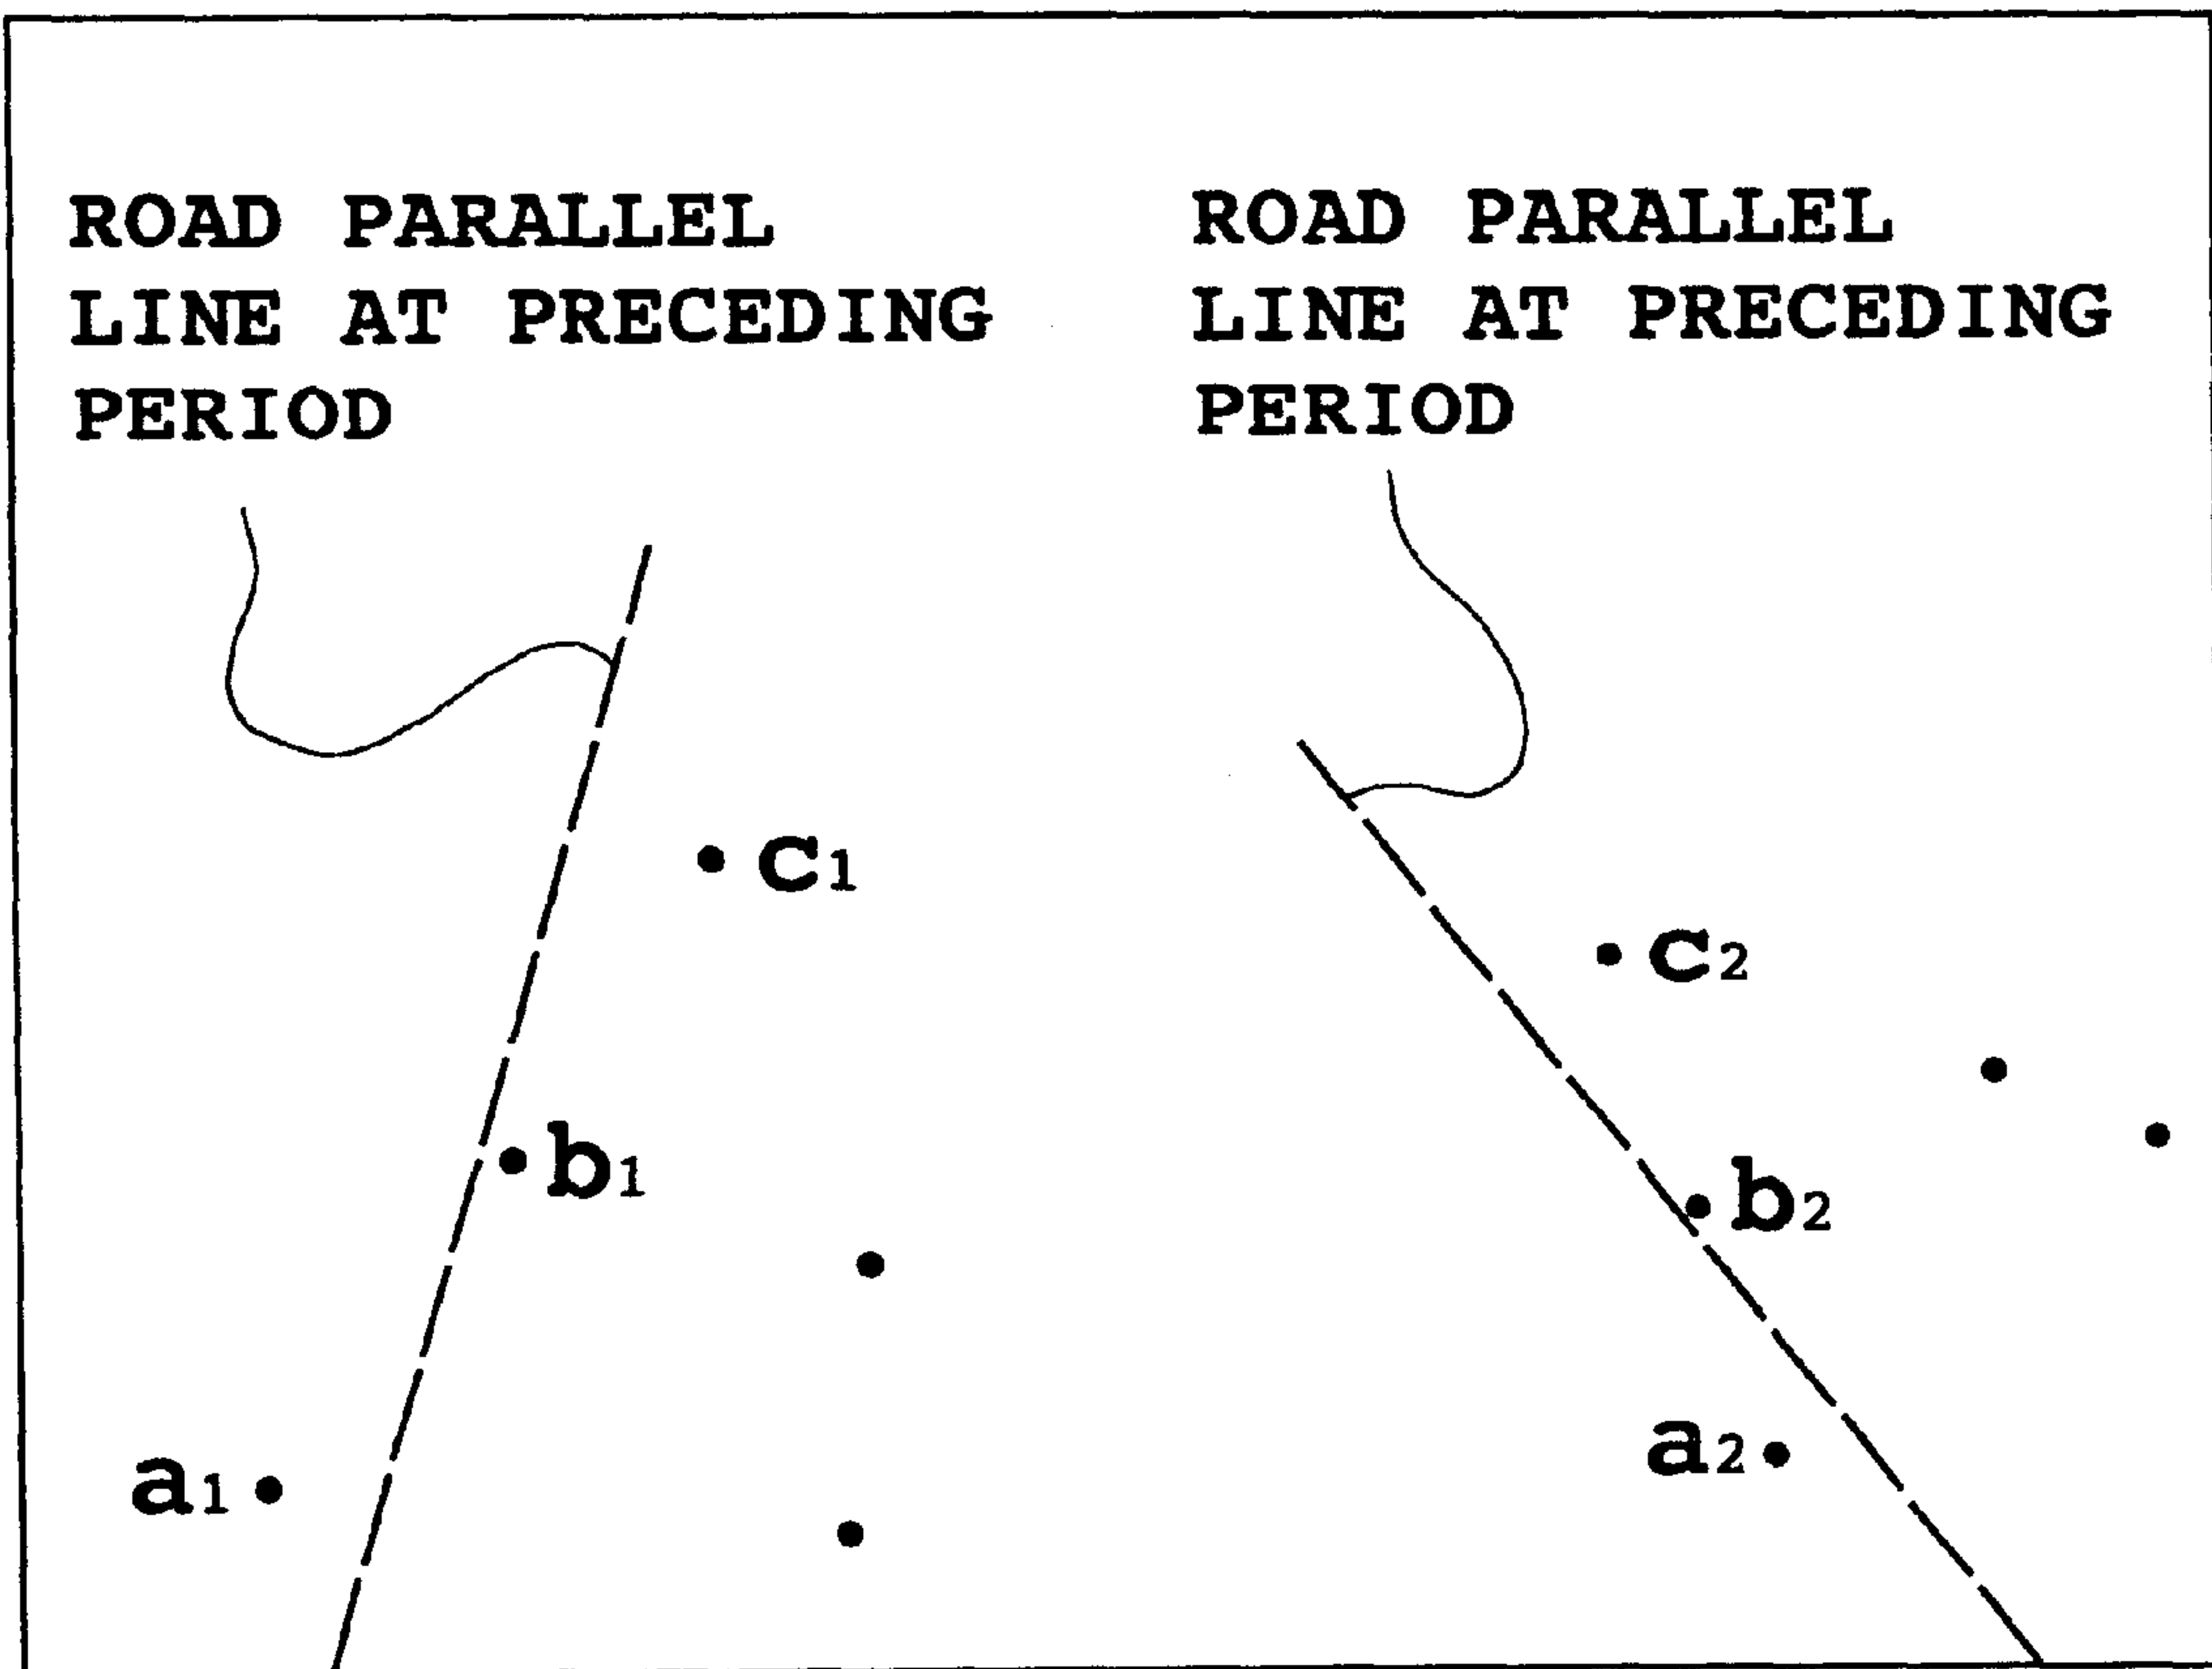 ROAD PARALLEL
LINE AT PRECEDING
PERIOD
ROAD PARALLEL
LINE AT PRECEDING
PERIOD
c1
c2
b1
b2
a1
a2